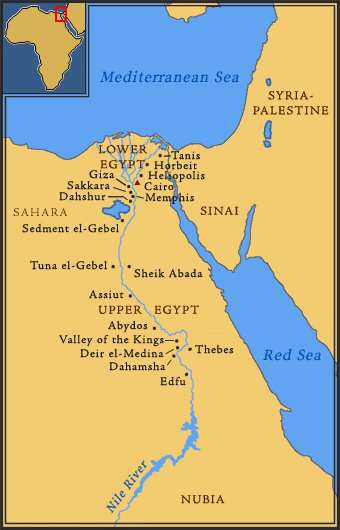 Mediterranean Sea
SYRIA-
PALESTINE
LOWER
EGYPT
Tanis
Horbeit
Heliopolis
Giza
Cairo
Sakkara
Memphis
Dahshur
SAHARA
SINAI
Sedment el-Gebel
Tuna el-Gebel
Sheik Abada
Assiut
UPPER EGYPT
Abydos
Valley of the Kings
Deir el-Medina
Thebes
Dahamsha
Edfu
Red Sea
Nile River
NUBIA